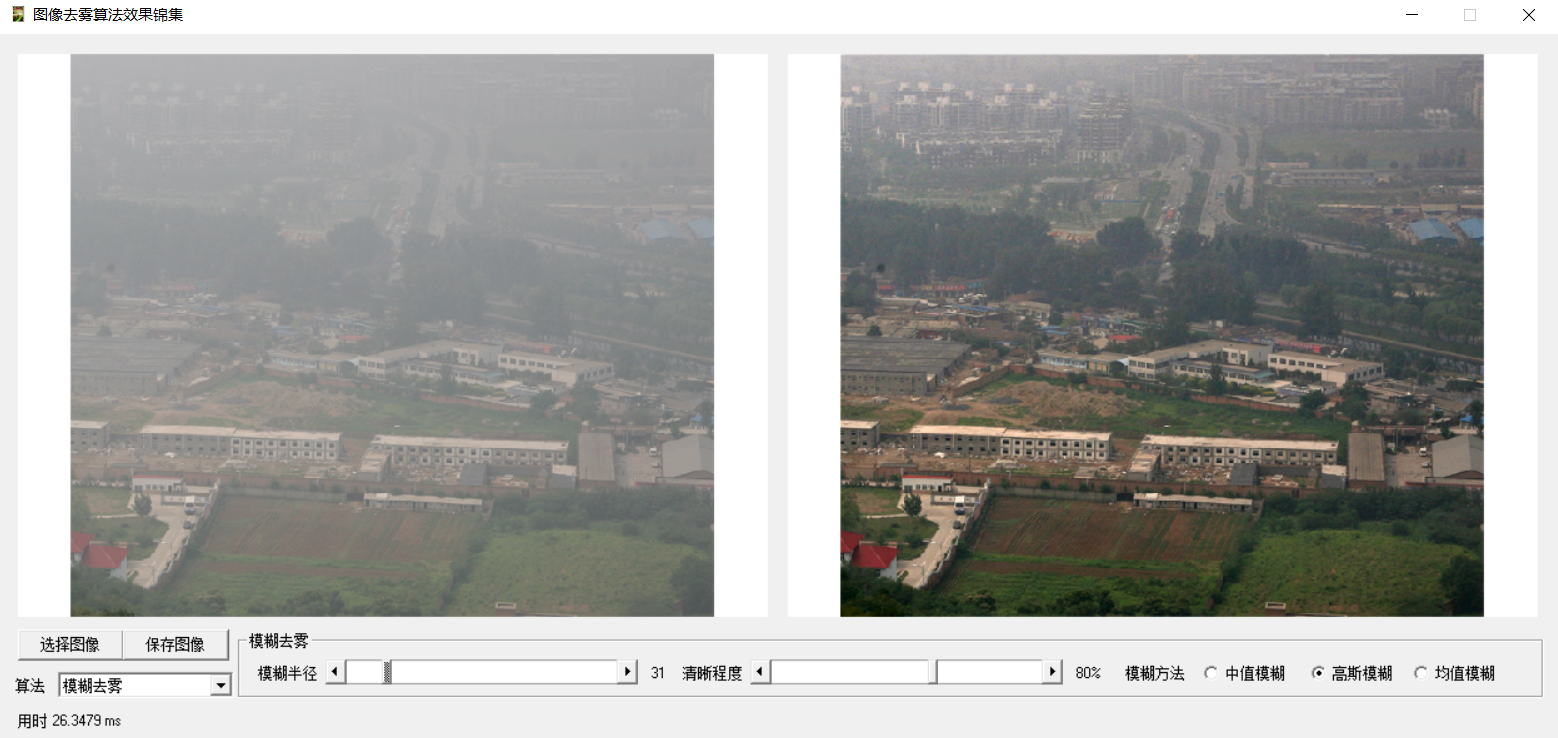 图像去雾算法效果锦集
选择图像 保存图像
模糊去雾
模糊半径 31 清晰程度 80% 模糊方法 中值模糊 高斯模糊 均值模糊
算法 模糊去雾
用时 26.3479 ms